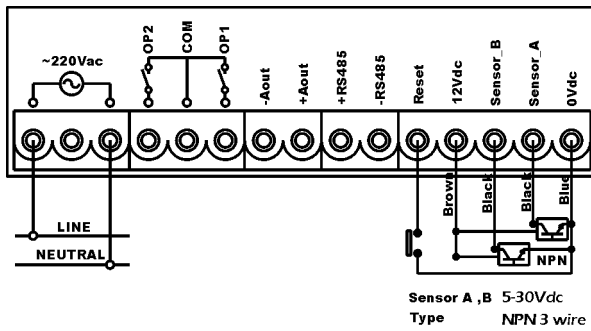 ~220Vac
OP2
COM
OP1
-Aout
+Aout
+RS485
-RS485
Reset
12Vdc
Sensor_B
Sensor_A
0Vdc
Brown
Black
Black
Blue
LINE
NEUTRAL
NPN
Sensor A ,B 5-30Vdc
Type NPN 3 wire